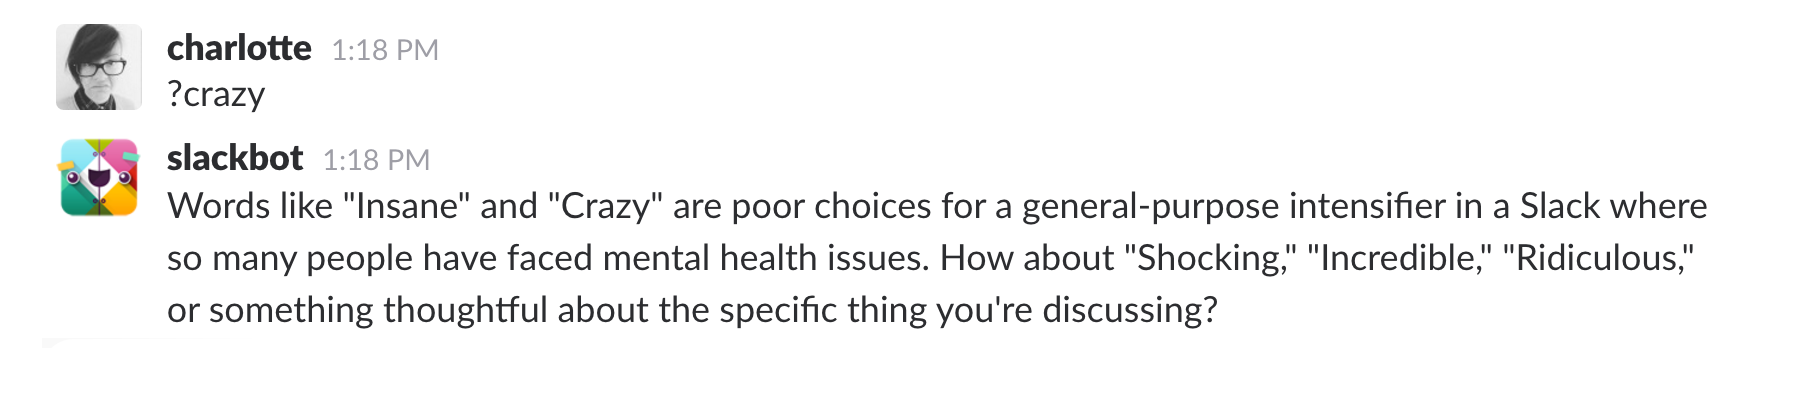 charlotte 1:18 PM
?crazy
slackbot 1:18 PM
Words like "Insane" and "Crazy" are poor choices for a general-purpose intensifier in a Slack where
so many people have faced mental health issues. How about "Shocking," "Incredible," "Ridiculous,"
or something thoughtful about the specific thing you're discussing?